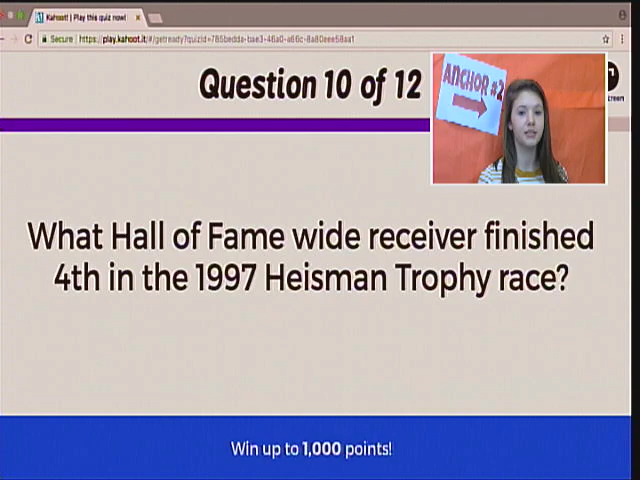 Kahoot! | Play this quiz now!
Secure https://play.kahoot.it/#/getready?quizId=785bedda-bae3-46a0-a66c-8a80eee58aa1
Question 10 of 12
ANCHOR #2
What Hall of Fame wide receiver finished
4th in the 1997 Heisman Trophy race?
Win up to 1,000 points!